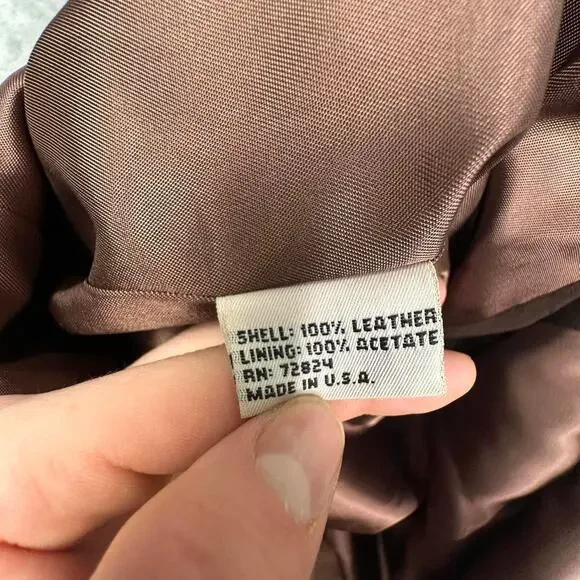 SHELL: 100% LEATHER
LINING: 100% ACETATE
RN: 72824
MADE IN U.S.A.